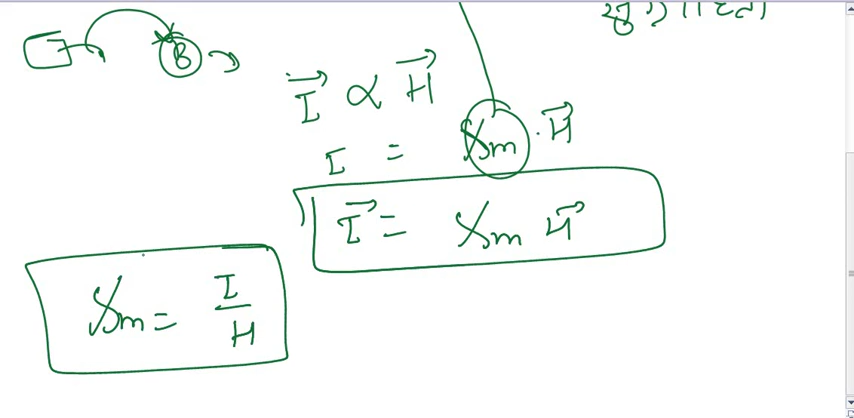 B
I⃗ ∝ H⃗
I = χm · H⃗
I⃗ = χm H⃗
χm = I / H